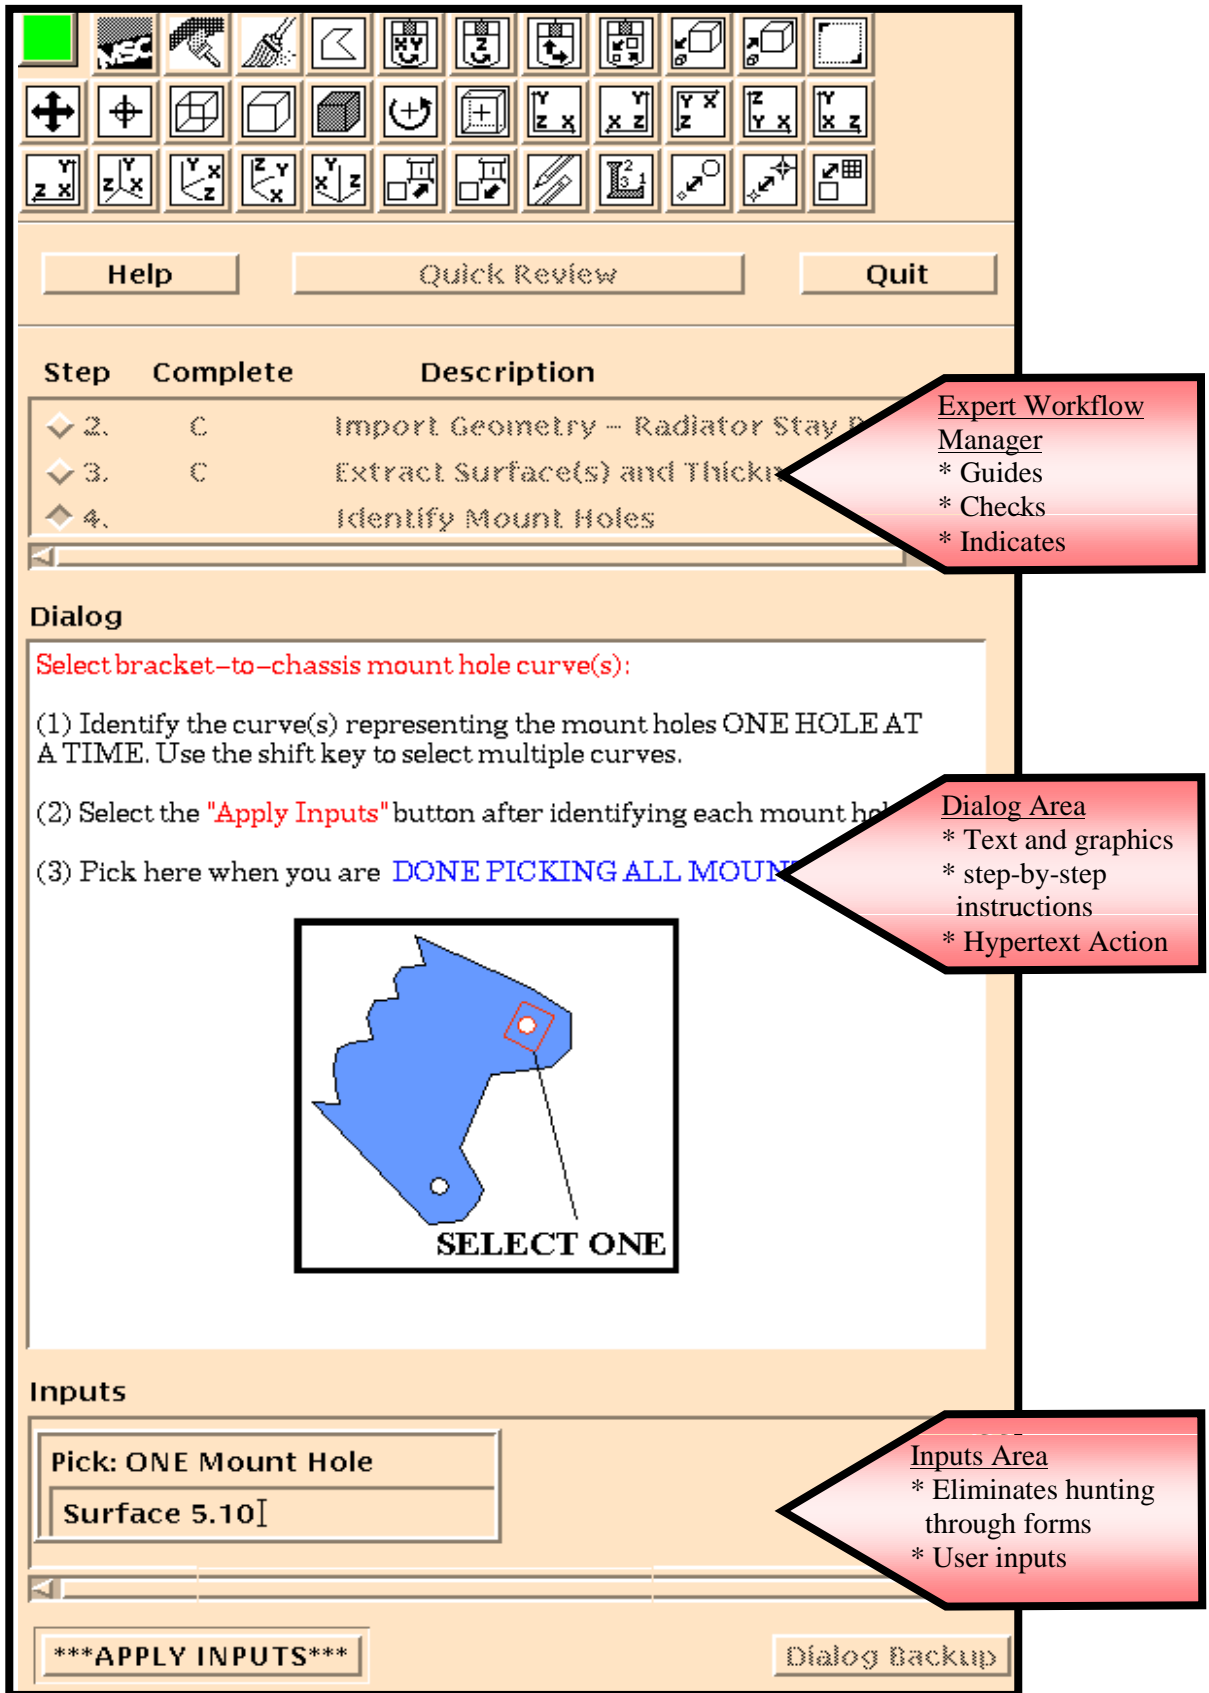 MSC
XY
Z
Y
Z X
Y
X Z
Y X
Z
Z
Y X
Y
X Z
Y
Z X
Y
Z X
Y X
Z
Z Y
X
Y
X Z
2
3 1
Help
Quick Review
Quit
Step Complete Description
2. C Import Geometry – Radiator Stay
3. C Extract Surface(s) and
4. Identify Mount Holes
Expert Workflow
Manager
* Guides
* Checks
* Indicates
Dialog
Select bracket–to–chassis mount hole curve(s):
(1) Identify the curve(s) representing the mount holes ONE HOLE AT
A TIME. Use the shift key to select multiple curves.
(2) Select the "Apply Inputs" button after identifying each mount
(3) Pick here when you are DONE PICKING ALL
Dialog Area
* Text and graphics
* step-by-step
instructions
* Hypertext Action
SELECT ONE
Inputs
Pick: ONE Mount Hole
Surface 5.10
Inputs Area
* Eliminates hunting
through forms
* User inputs
***APPLY INPUTS***
Dialog Backup